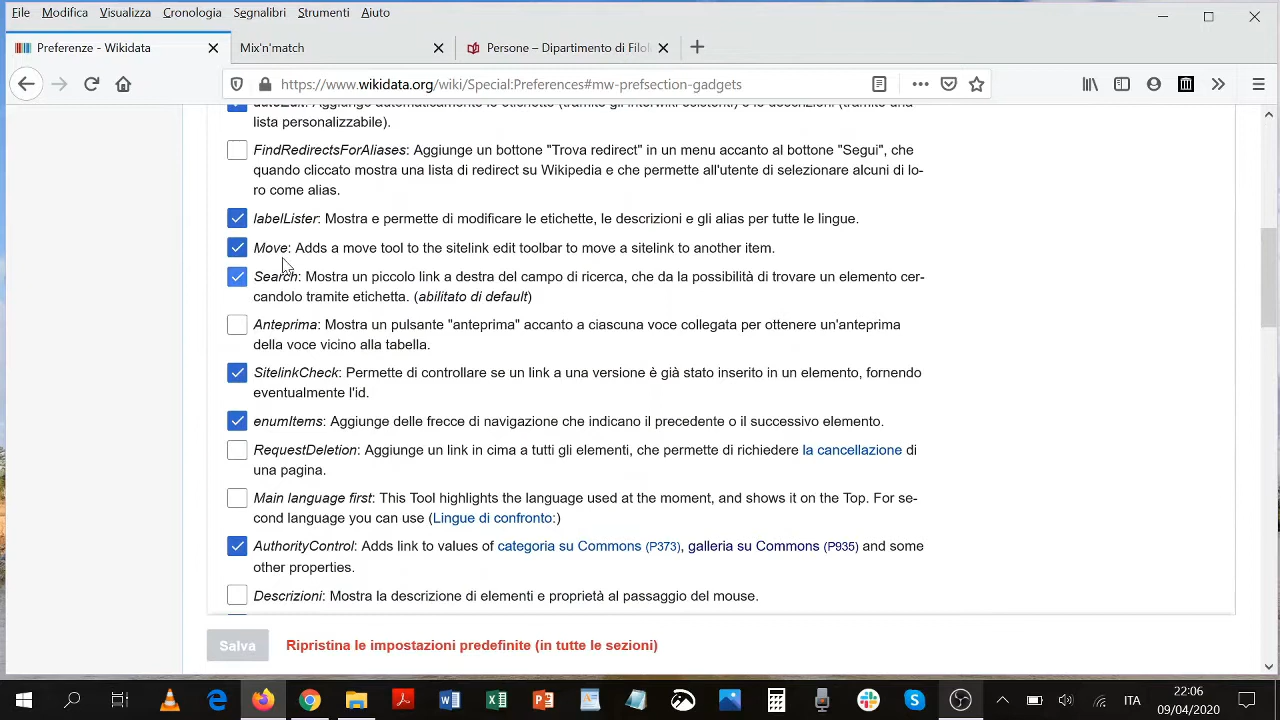 File Modifica Visualizza Cronologia Segnalibri Strumenti Aiuto
Preferenze - Wikidata
Mix'n'match
Persone – Dipartimento di Filol
https://www.wikidata.org/wiki/Special:Preferences#mw-prefsection-gadgets
autoEdit: Aggiunge automaticamente le etichette (tramite gli interwiki esistenti) e le descrizioni (tramite una
lista personalizzabile).
FindRedirectsForAliases: Aggiunge un bottone "Trova redirect" in un menu accanto al bottone "Segui", che
quando cliccato mostra una lista di redirect su Wikipedia e che permette all'utente di selezionare alcuni di lo-
ro come alias.
labelLister: Mostra e permette di modificare le etichette, le descrizioni e gli alias per tutte le lingue.
Move: Adds a move tool to the sitelink edit toolbar to move a sitelink to another item.
Search: Mostra un piccolo link a destra del campo di ricerca, che da la possibilità di trovare un elemento cer-
candolo tramite etichetta. (abilitato di default)
Anteprima: Mostra un pulsante "anteprima" accanto a ciascuna voce collegata per ottenere un'anteprima
della voce vicino alla tabella.
SitelinkCheck: Permette di controllare se un link a una versione è già stato inserito in un elemento, fornendo
eventualmente l'id.
enumItems: Aggiunge delle frecce di navigazione che indicano il precedente o il successivo elemento.
RequestDeletion: Aggiunge un link in cima a tutti gli elementi, che permette di richiedere la cancellazione di
una pagina.
Main language first: This Tool highlights the language used at the moment, and shows it on the Top. For se-
cond language you can use (Lingue di confronto:)
AuthorityControl: Adds link to values of categoria su Commons (P373), galleria su Commons (P935) and some
other properties.
Descrizioni: Mostra la descrizione di elementi e proprietà al passaggio del mouse.
Salva
Ripristina le impostazioni predefinite (in tutte le sezioni)
ITA
22:06
09/04/2020